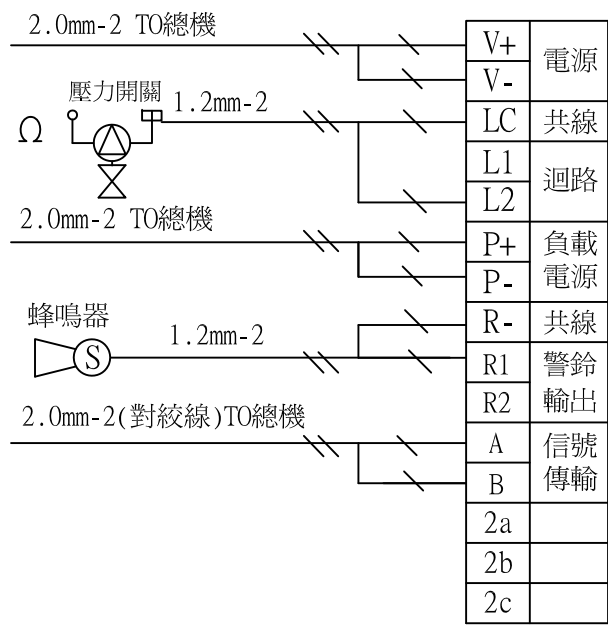 2.0mm-2 TO總機
V+
電源
V-
壓力開關
1.2mm-2
Ω
LC
共線
L1
迴路
L2
2.0mm-2 TO總機
P+
負載
P-
電源
蜂鳴器
S
1.2mm-2
R-
共線
R1
警鈴
R2
輸出
2.0mm-2(對絞線)TO總機
A
信號
B
傳輸
2a
2b
2c